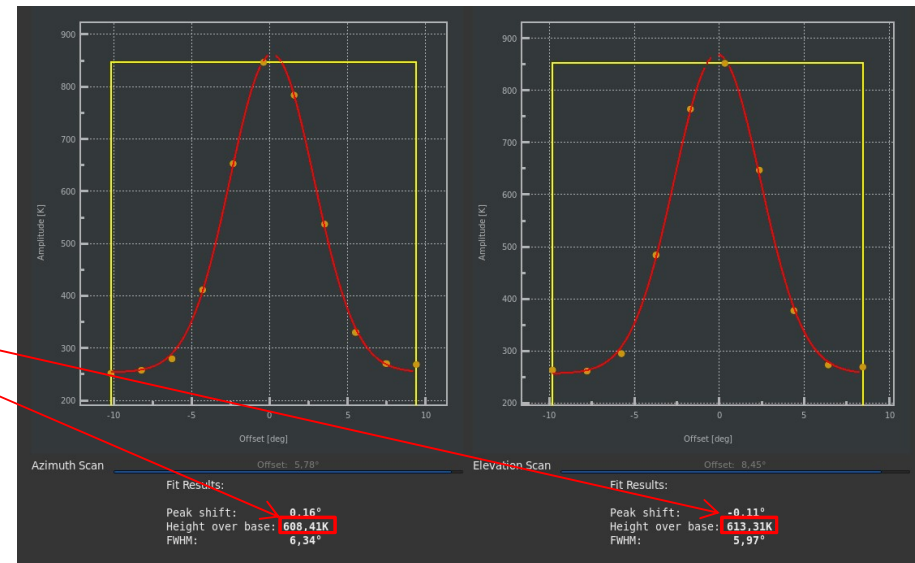 900
800
700
600
500
400
300
200
Amplitude [K]
-10
-5
0
5
10
Offset [deg]
900
800
700
600
500
400
300
200
Amplitude [K]
-10
-5
0
5
10
Offset [deg]
Azimuth Scan
Offset: 5,78°
Fit Results:
Peak shift: 0.16°
Height over base: 608,41K
FWHM: 6,34°
Elevation Scan
Offset: 8,45°
Fit Results:
Peak shift: -0.11°
Height over base: 613.31K
FWHM: 5,97°